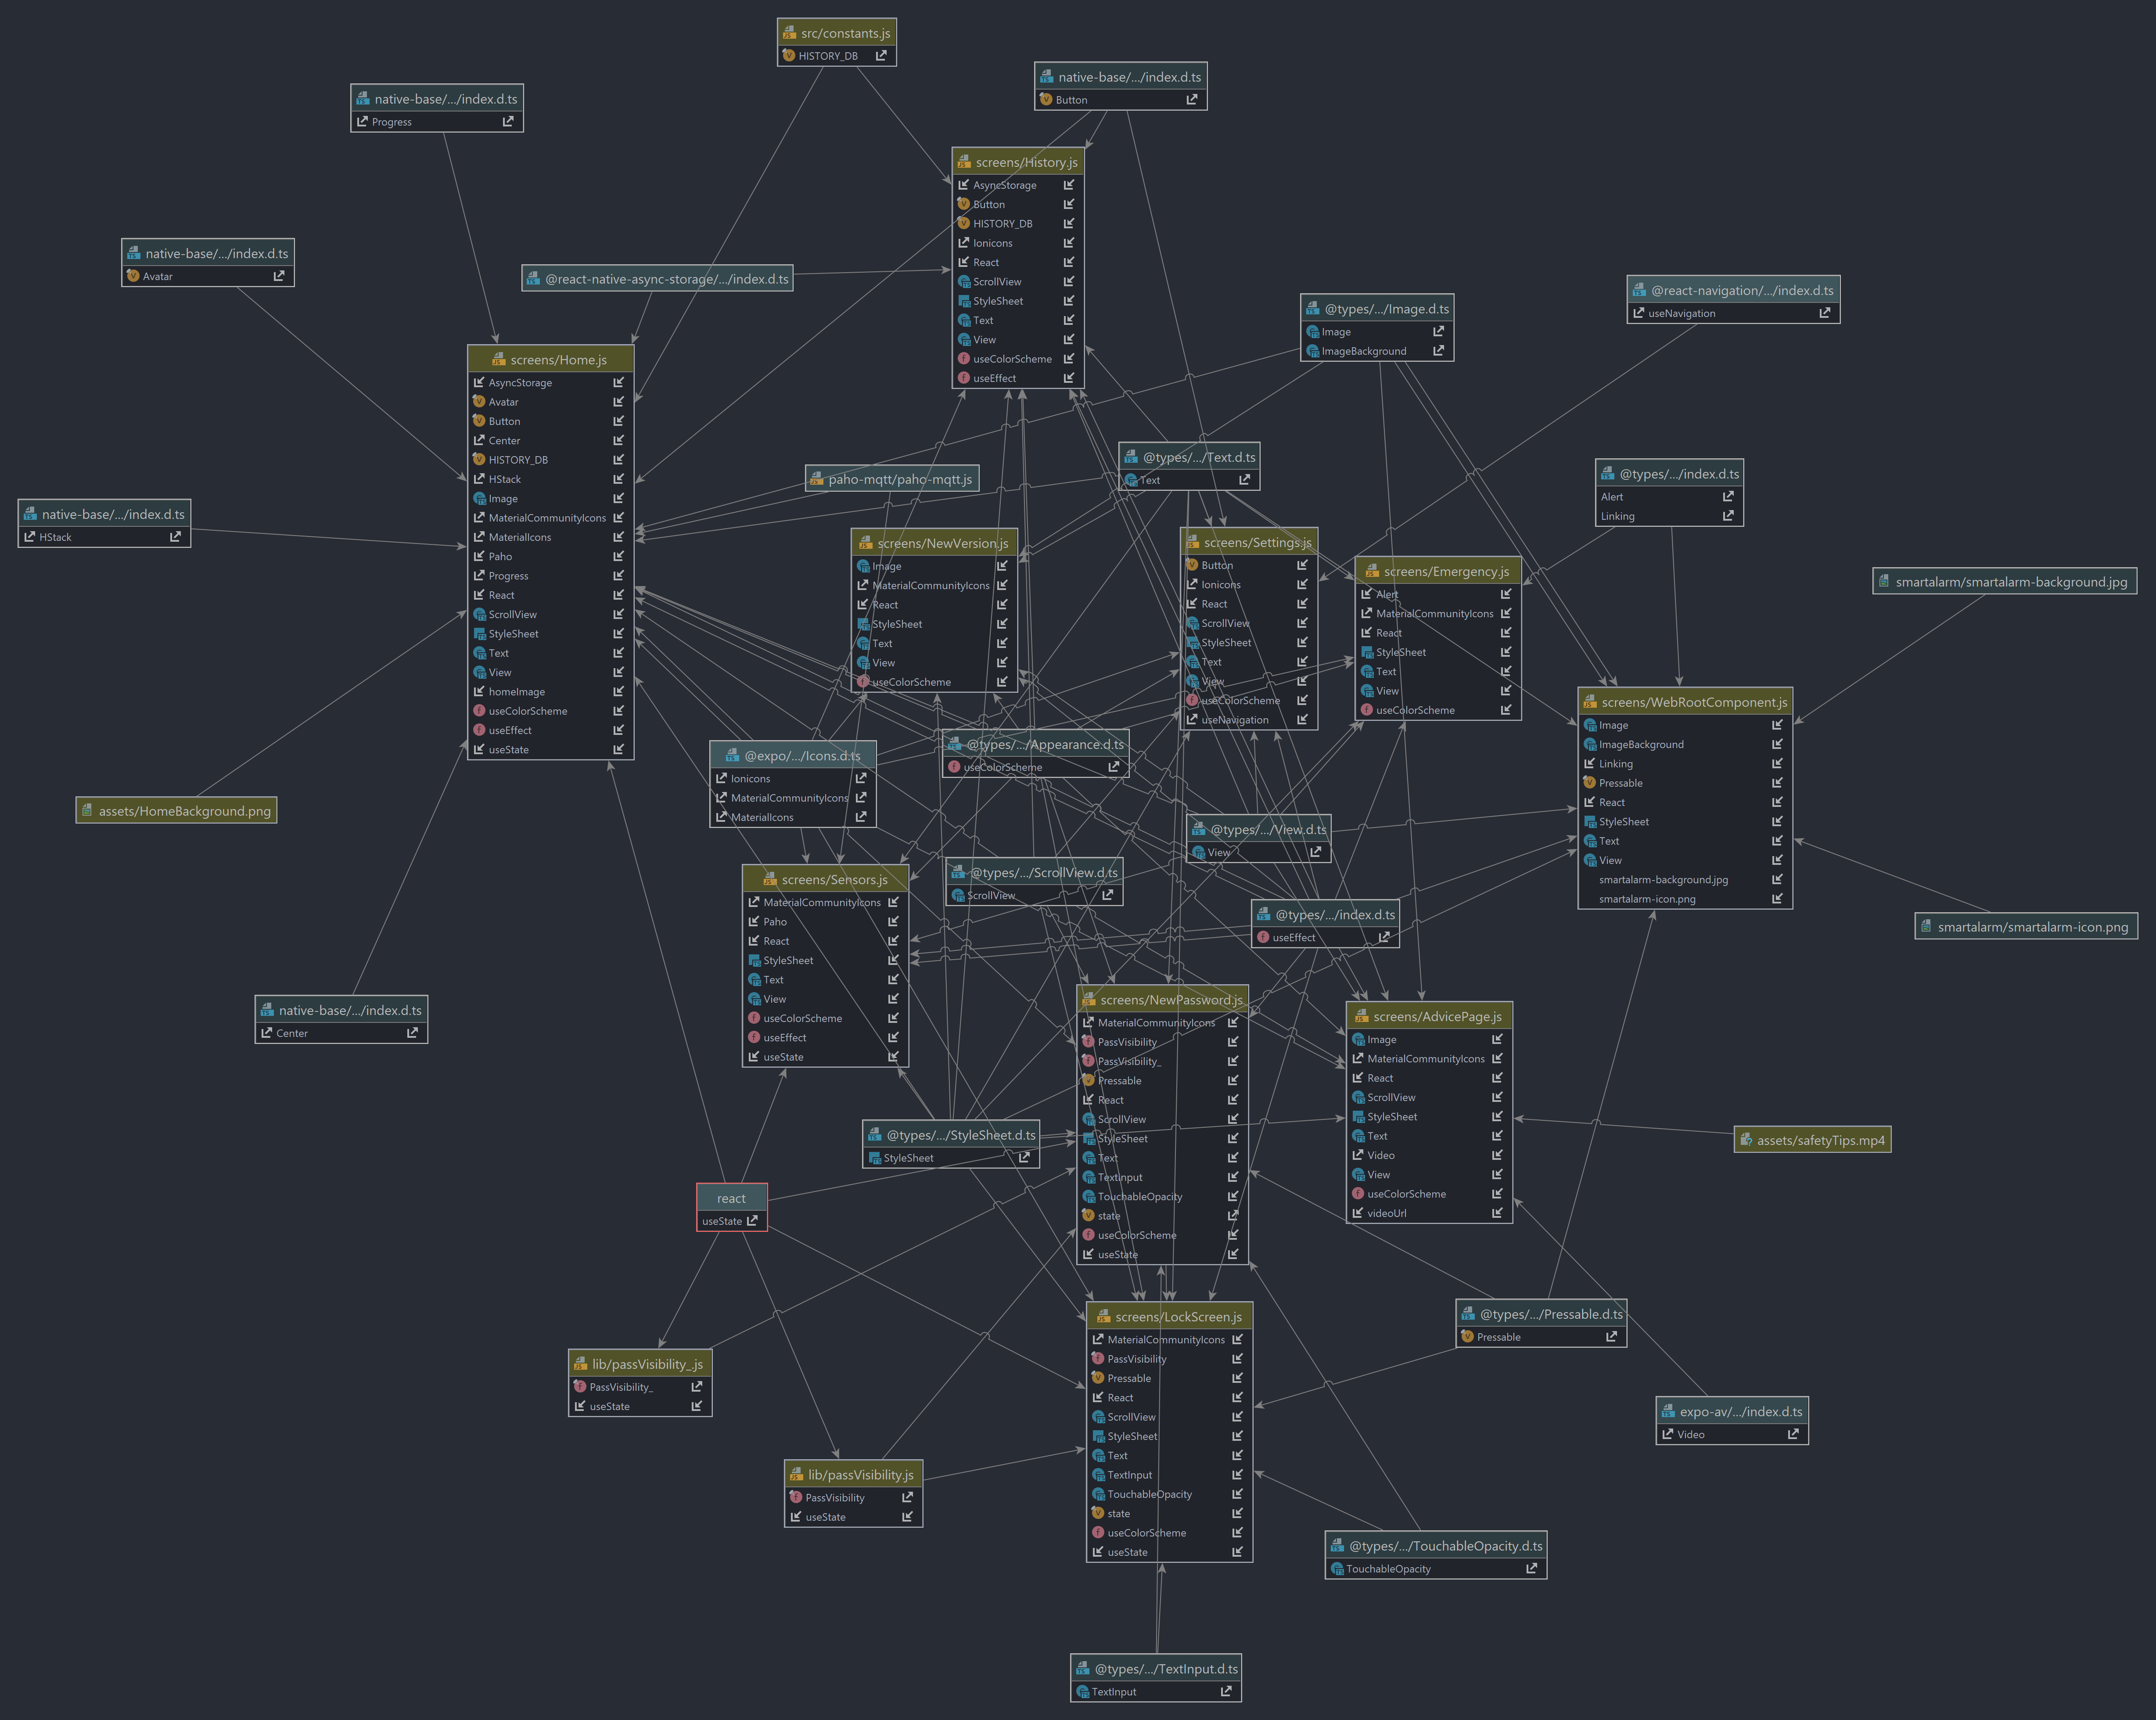 src/constants.js
HISTORY_DB
native-base/.../index.d.ts
Button
native-base/.../index.d.ts
Progress
screens/History.js
AsyncStorage
Button
HISTORY_DB
Ionicons
React
ScrollView
StyleSheet
Text
View
useColorScheme
useEffect
native-base/.../index.d.ts
Avatar
@react-native-async-storage/.../index.d.ts
@types/.../Image.d.ts
Image
ImageBackground
@react-navigation/.../index.d.ts
useNavigation
screens/Home.js
AsyncStorage
Avatar
Button
Center
HISTORY_DB
HStack
Image
MaterialCommunityIcons
MaterialIcons
Paho
Progress
React
ScrollView
StyleSheet
Text
View
homeImage
useColorScheme
useEffect
useState
@types/.../Text.d.ts
Text
paho-mqtt/paho-mqtt.js
@types/.../index.d.ts
Alert
Linking
native-base/.../index.d.ts
HStack
screens/NewVersion.js
Image
MaterialCommunityIcons
React
StyleSheet
Text
View
useColorScheme
screens/Settings.js
Button
Ionicons
React
ScrollView
StyleSheet
Text
View
useColorScheme
useNavigation
screens/Emergency.js
Alert
MaterialCommunityIcons
React
StyleSheet
Text
View
useColorScheme
smartalarm/smartalarm-background.jpg
screens/WebRootComponent.js
Image
ImageBackground
Linking
Pressable
React
StyleSheet
Text
View
smartalarm-background.jpg
smartalarm-icon.png
@expo/.../Icons.d.ts
Ionicons
MaterialCommunityIcons
MaterialIcons
@types/.../Appearance.d.ts
useColorScheme
assets/HomeBackground.png
@types/.../View.d.ts
View
screens/Sensors.js
MaterialCommunityIcons
Paho
React
StyleSheet
Text
View
useColorScheme
useEffect
useState
@types/.../ScrollView.d.ts
ScrollView
@types/.../index.d.ts
useEffect
smartalarm/smartalarm-icon.png
native-base/.../index.d.ts
Center
screens/NewPassword.js
MaterialCommunityIcons
PassVisibility
PassVisibility_
Pressable
React
ScrollView
StyleSheet
Text
TextInput
TouchableOpacity
state
useColorScheme
useState
screens/AdvicePage.js
Image
MaterialCommunityIcons
React
ScrollView
StyleSheet
Text
Video
View
useColorScheme
videoUrl
@types/.../StyleSheet.d.ts
StyleSheet
assets/safetyTips.mp4
react
useState
screens/LockScreen.js
MaterialCommunityIcons
PassVisibility
Pressable
React
ScrollView
StyleSheet
Text
TextInput
TouchableOpacity
state
useColorScheme
useState
@types/.../Pressable.d.ts
Pressable
lib/passVisibility_.js
PassVisibility_
useState
expo-av/.../index.d.ts
Video
lib/passVisibility.js
PassVisibility
useState
@types/.../TouchableOpacity.d.ts
TouchableOpacity
@types/.../TextInput.d.ts
TextInput